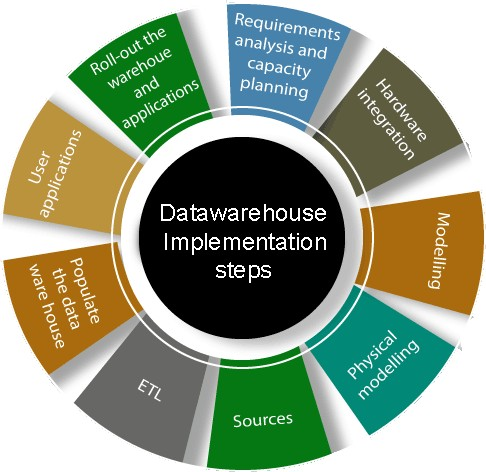 Datawarehouse
Implementation
steps
Requirements
analysis and
capacity
planning
Hardware
integration
Modelling
Physical
modelling
Sources
ETL
Populate
the data
ware house
User
applications
Roll-out the
warehoue
and
applications